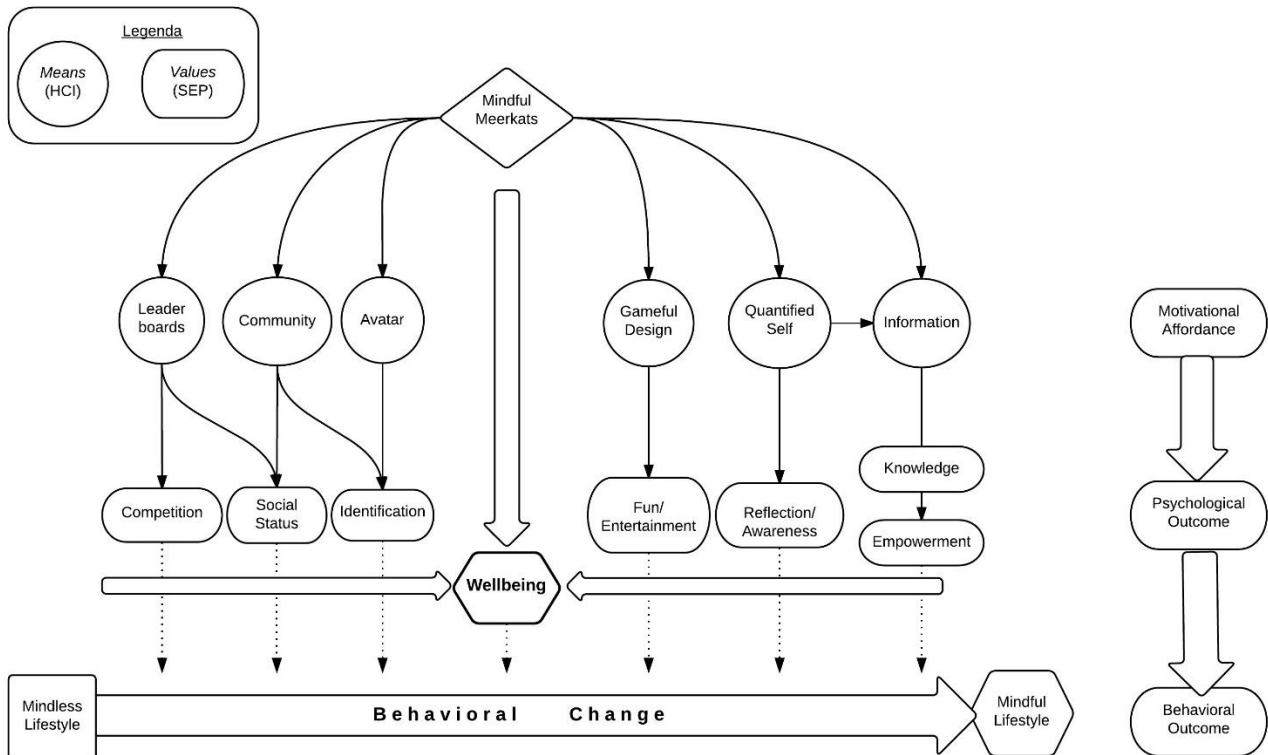 Legenda
Means
(HCI)
Values
(SEP)
Mindful
Meerkats
Leader
boards
Community
Avatar
Gameful
Design
Quantified
Self
Information
Motivational
Affordance
Knowledge
Competition
Social
Status
Identification
Fun/
Entertainment
Reflection/
Awareness
Empowerment
Psychological
Outcome
Wellbeing
Mindless
Lifestyle
Behavioral Change
Mindful
Lifestyle
Behavioral
Outcome